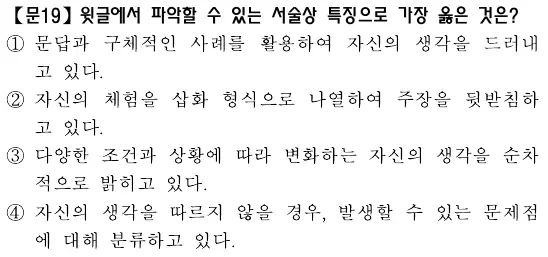 【문19】 윗글에서 파악할 수 있는 서술상 특징으로 가장 옳은 것은?
① 문답과 구체적인 사례를 활용하여 자신의 생각을 드러내
고 있다.
② 자신의 체험을 삽화 형식으로 나열하여 주장을 뒷받침하
고 있다.
③ 다양한 조건과 상황에 따라 변화하는 자신의 생각을 순차
적으로 밝히고 있다.
④ 자신의 생각을 따르지 않을 경우, 발생할 수 있는 문제점
에 대해 분류하고 있다.